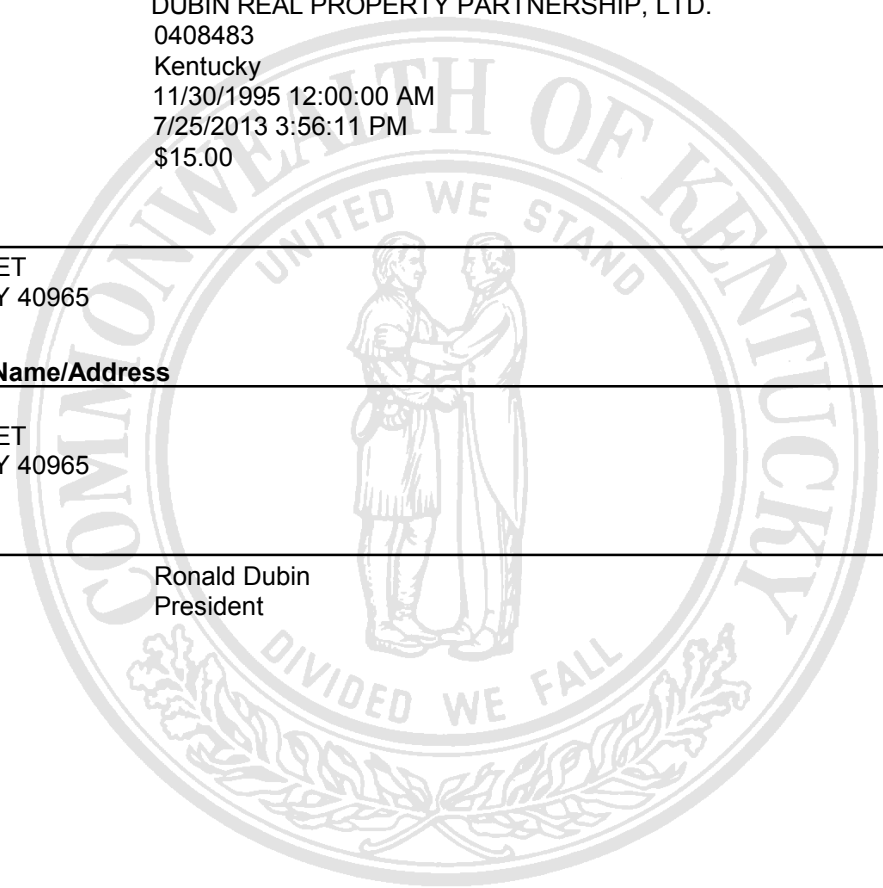 DUBIN REAL PROPERTY PARTNERSHIP, LTD.
0408483
Kentucky
11/30/1995 12:00:00 AM
7/25/2013 3:56:11 PM
$15.00
ET
Y 40965
Name/Address
ET
Y 40965
Ronald Dubin
President
COMMONWEALTH OF KENTUCKY
UNITED WE STAND
DIVIDED WE FALL